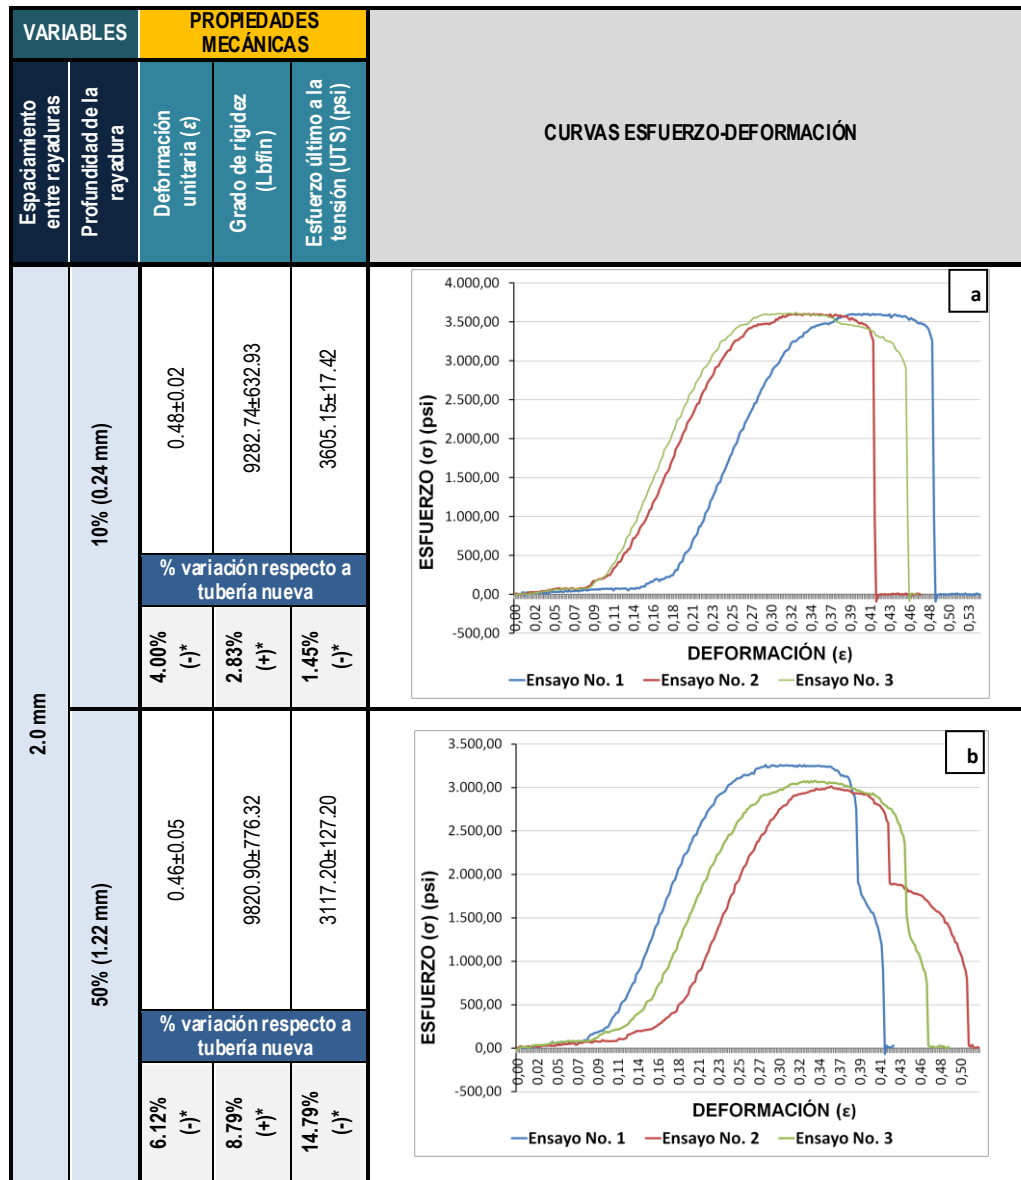 VARIABLES
PROPIEDADES
MECÁNICAS
CURVAS ESFUERZO-DEFORMACIÓN
Espaciamiento
entre rayaduras
Profundidad de la
rayadura
Deformación
unitaria (ε)
Grado de rigidez
(Lbf/in)
Esfuerzo último a la
tensión (UTS) (psi)
2.0 mm
10% (0.24 mm)
0.48±0.02
9282.74±632.93
3605.15±17.42
% variación respecto a
tubería nueva
4.00%
(-)*
2.83%
(+)*
1.45%
(-)*
a
ESFUERZO (σ) (psi)
4.000,00
3.500,00
3.000,00
2.500,00
2.000,00
1.500,00
1.000,00
500,00
0,00
-500,00
0,00 0,02 0,05 0,07 0,09 0,11 0,14 0,16 0,18 0,21 0,23 0,25 0,27 0,30 0,32 0,34 0,37 0,39 0,41 0,43 0,46 0,48 0,50 0,53
DEFORMACIÓN (ε)
Ensayo No. 1 Ensayo No. 2 Ensayo No. 3
50% (1.22 mm)
0.46±0.05
9820.90±776.32
3117.20±127.20
% variación respecto a
tubería nueva
6.12%
(-)*
8.79%
(+)*
14.79%
(-)*
b
ESFUERZO (σ) (psi)
3.500,00
3.000,00
2.500,00
2.000,00
1.500,00
1.000,00
500,00
0,00
-500,00
0,00 0,02 0,04 0,07 0,09 0,11 0,13 0,16 0,18 0,20 0,22 0,24 0,27 0,30 0,32 0,34 0,37 0,39 0,41 0,43 0,48 0,50
DEFORMACIÓN (ε)
Ensayo No. 1 Ensayo No. 2 Ensayo No. 3